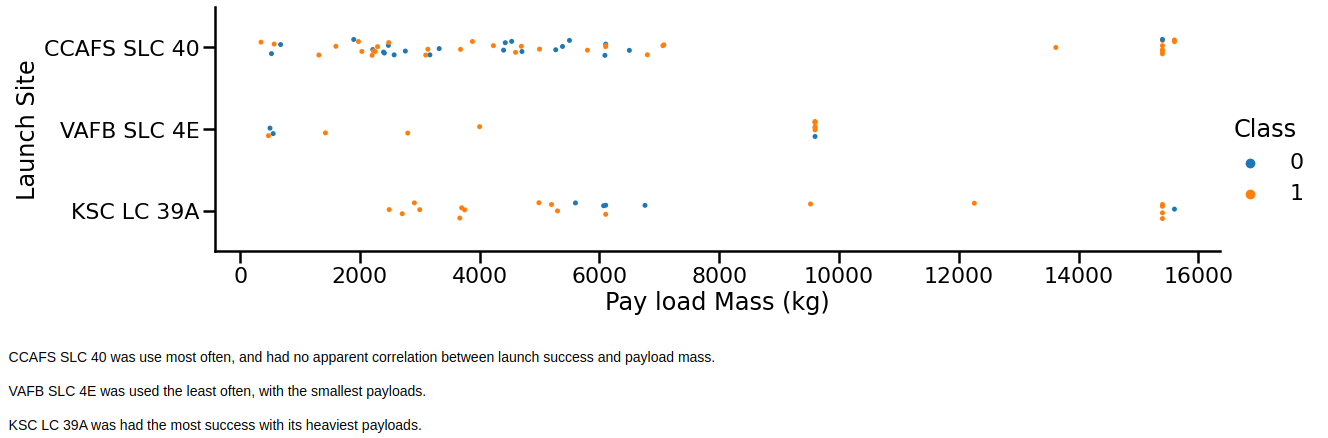 CCAFS SLC 40
VAFB SLC 4E
KSC LC 39A
Launch Site
0 2000 4000 6000 8000 10000 12000 14000 16000
Pay load Mass (kg)
Class
0
1
CCAFS SLC 40 was use most often, and had no apparent correlation between launch success and payload mass.
VAFB SLC 4E was used the least often, with the smallest payloads.
KSC LC 39A was had the most success with its heaviest payloads.